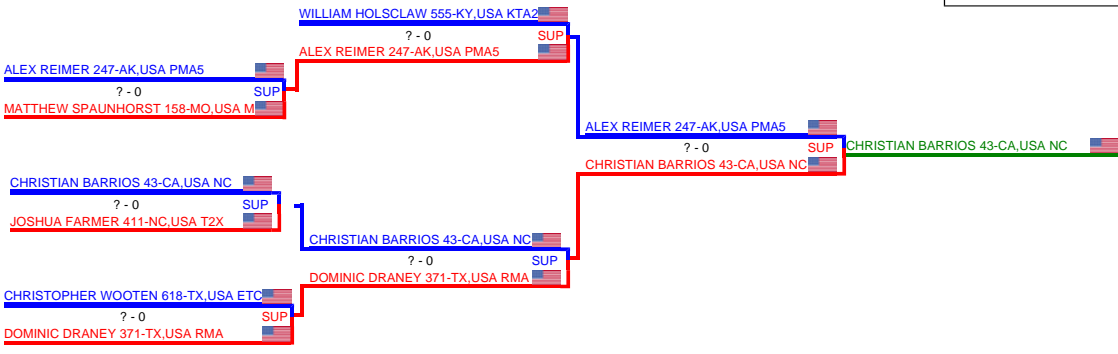 WILLIAM HOLSCLAW 555-KY,USA KTA2
? - 0
SUP
ALEX REIMER 247-AK,USA PMA5
ALEX REIMER 247-AK,USA PMA5
? - 0
SUP
MATTHEW SPAUNHORST 158-MO,USA M
ALEX REIMER 247-AK,USA PMA5
? - 0
SUP
CHRISTIAN BARRIOS 43-CA,USA NC
CHRISTIAN BARRIOS 43-CA,USA NC
CHRISTIAN BARRIOS 43-CA,USA NC
? - 0
SUP
JOSHUA FARMER 411-NC,USA T2X
CHRISTIAN BARRIOS 43-CA,USA NC
? - 0
SUP
DOMINIC DRANEY 371-TX,USA RMA
CHRISTOPHER WOOTEN 618-TX,USA ETC
? - 0
SUP
DOMINIC DRANEY 371-TX,USA RMA